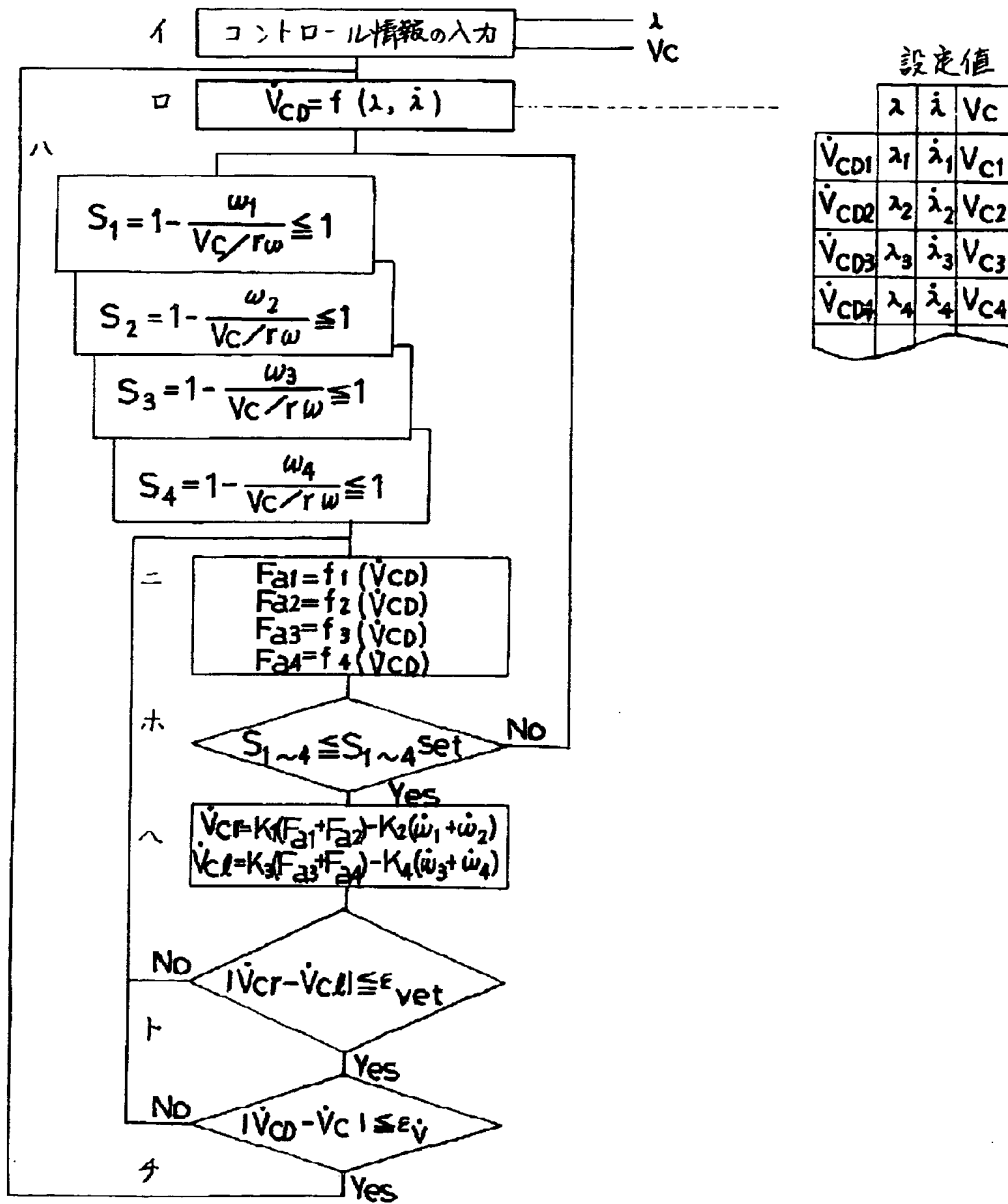 イ コントロール情報の入力 λ
Vc
ロ V̇CD=f (λ, λ̇)
設定値
λ λ̇ Vc
V̇CD1 λ1 λ̇1 VC1
V̇CD2 λ2 λ̇2 VC2
V̇CD3 λ3 λ̇3 VC3
V̇CD4 λ4 λ̇4 VC4
ハ
S1=1-ω1/(Vc/rω)≦1
S2=1-ω2/(Vc/rω)≦1
S3=1-ω3/(Vc/rω)≦1
S4=1-ω4/(Vc/rω)≦1
ニ
Fa1=f1(V̇CD)
Fa2=f2(V̇CD)
Fa3=f3(V̇CD)
Fa4=f4(V̇CD)
ホ
S1~4≦S1~4set
No
Yes
ヘ
V̇Cr=K1(Fa1+Fa2)-K2(ω̇1+ω̇2)
V̇Cℓ=K3(Fa3+Fa4)-K4(ω̇3+ω̇4)
No
|V̇Cr-V̇Cℓ|≦εvet
ト
Yes
No
|V̇CD-V̇C|≦εv̇
チ
Yes